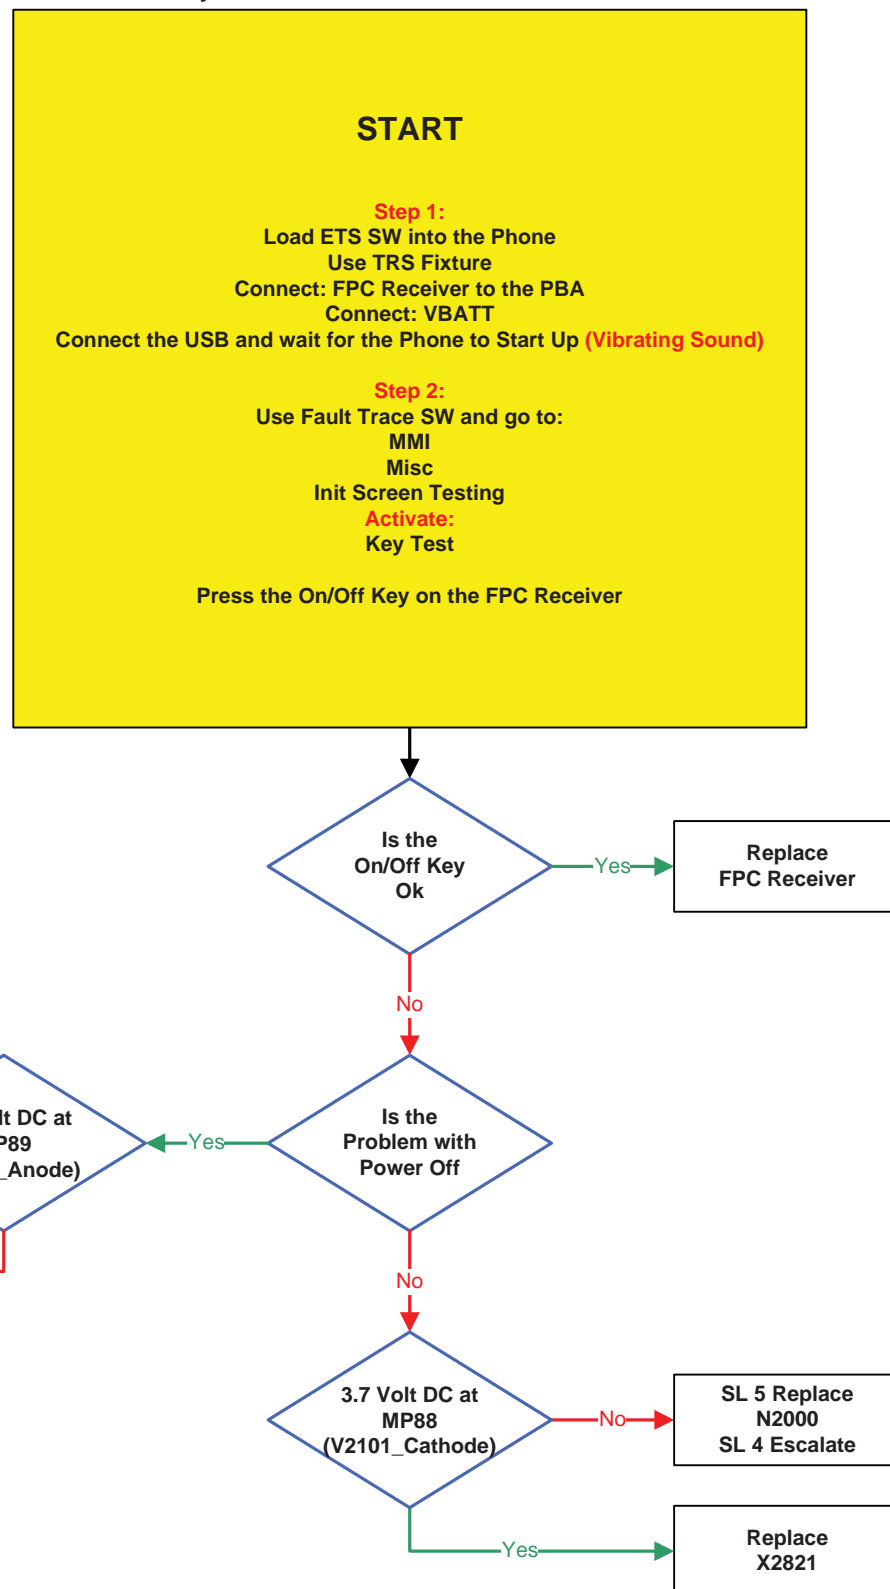 START
Step 1:
Load ETS SW into the Phone
Use TRS Fixture
Connect: FPC Receiver to the PBA
Connect: VBATT
Connect the USB and wait for the Phone to Start Up (Vibrating Sound)
Step 2:
Use Fault Trace SW and go to:
MMI
Misc
Init Screen Testing
Activate:
Key Test
Press the On/Off Key on the FPC Receiver
Is the
On/Off Key
Ok
Yes
Replace
FPC Receiver
No
lt DC at
P89
_Anode)
Yes
Is the
Problem with
Power Off
No
3.7 Volt DC at
MP88
(V2101_Cathode)
No
SL 5 Replace
N2000
SL 4 Escalate
Yes
Replace
X2821